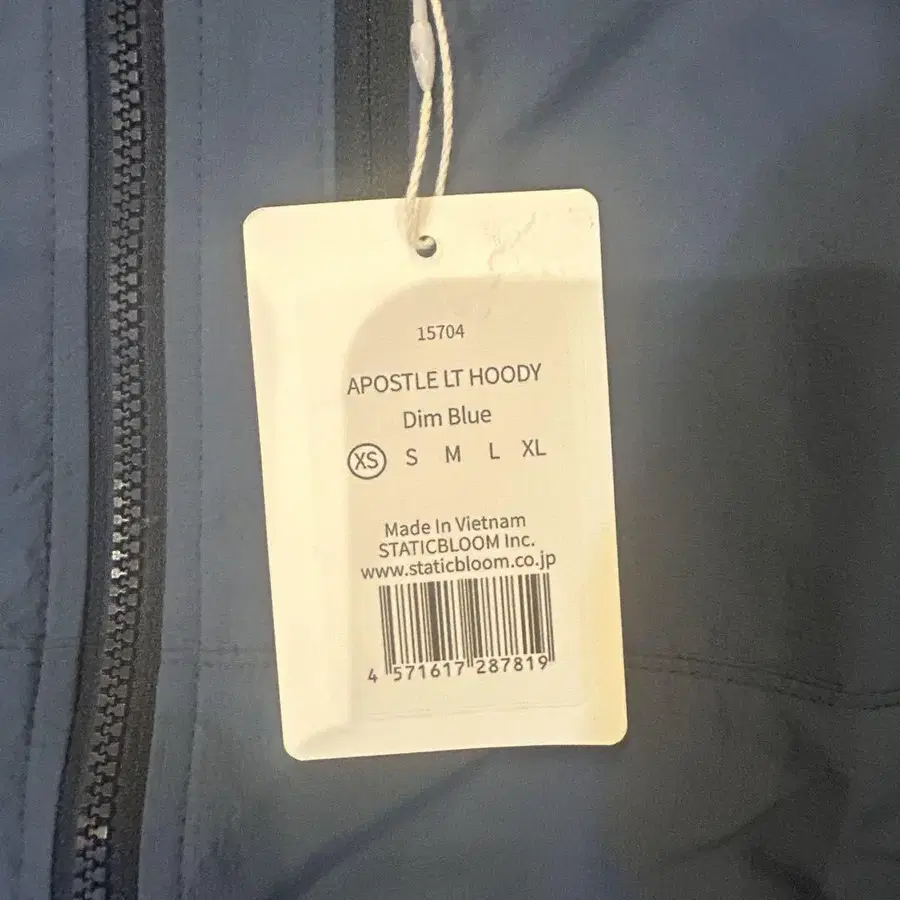 15704
APOSTLE LT HOODY
Dim Blue
XS S M L XL
Made In Vietnam
STATICBLOOM Inc.
www.staticbloom.co.jp
4 571617 287819